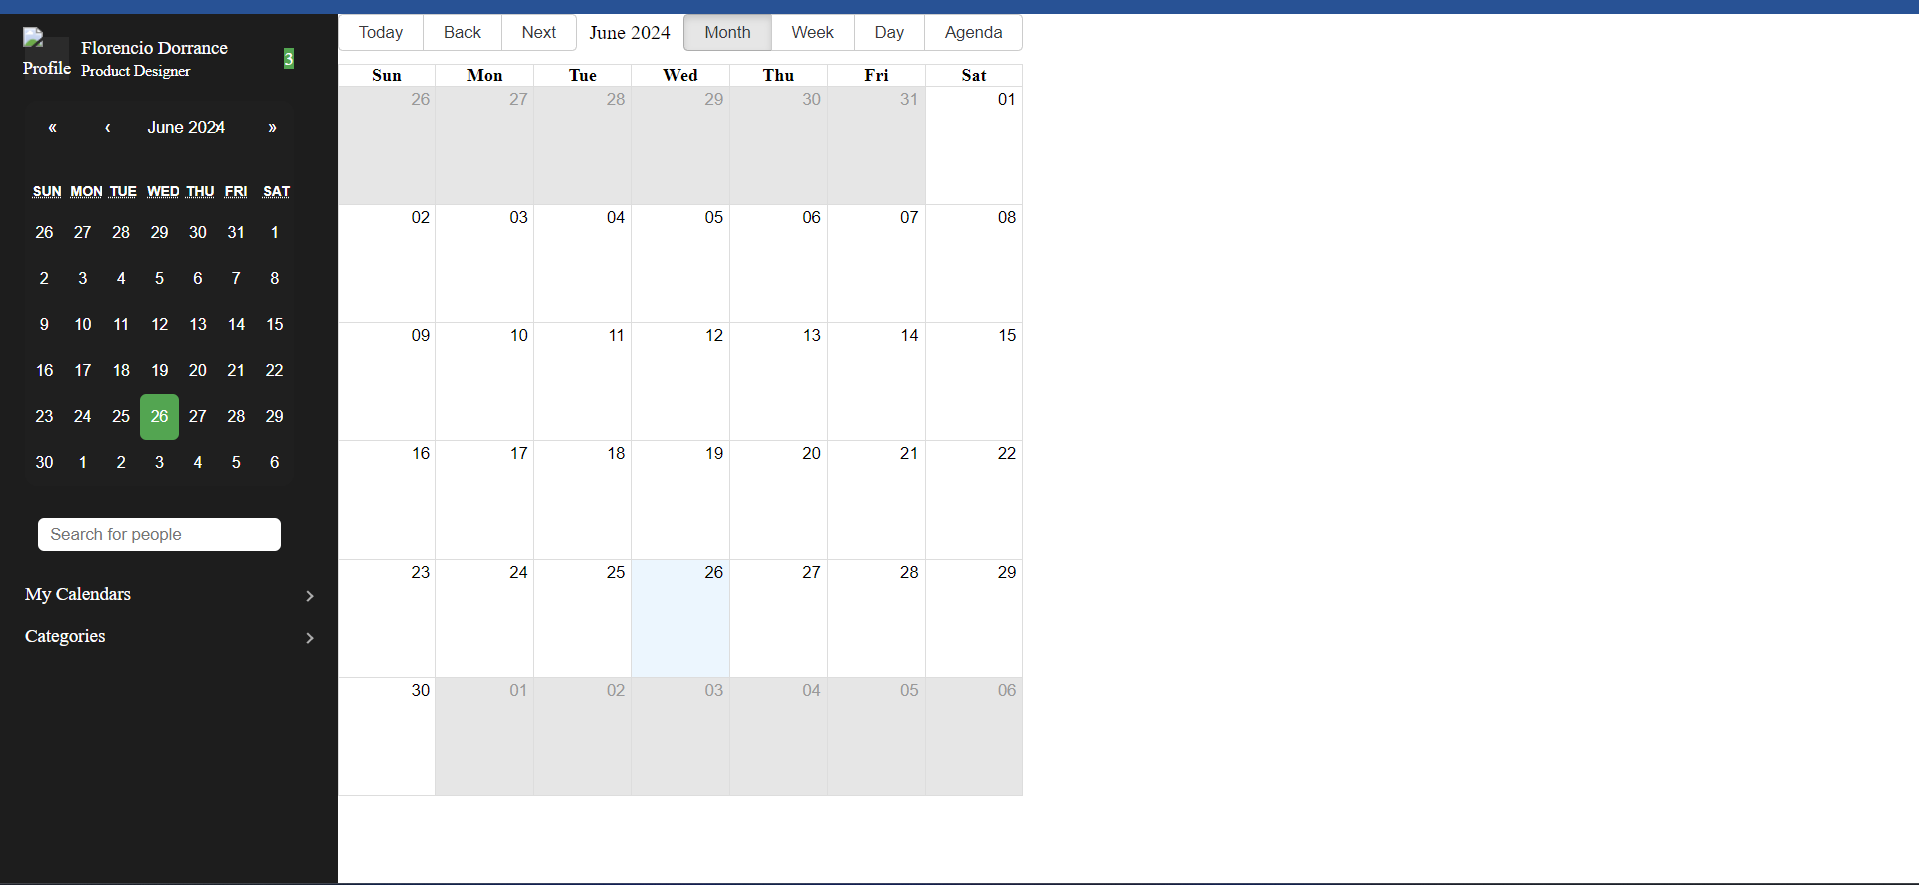 Profile
Florencio Dorrance
Product Designer
3
« ‹ June 2024 › »
SUN MON TUE WED THU FRI SAT
26 27 28 29 30 31 1
2 3 4 5 6 7 8
9 10 11 12 13 14 15
16 17 18 19 20 21 22
23 24 25 26 27 28 29
30 1 2 3 4 5 6
Search for people
My Calendars
Categories
Today Back Next June 2024 Month Week Day Agenda
Sun Mon Tue Wed Thu Fri Sat
26 27 28 29 30 31 01
02 03 04 05 06 07 08
09 10 11 12 13 14 15
16 17 18 19 20 21 22
23 24 25 26 27 28 29
30 01 02 03 04 05 06